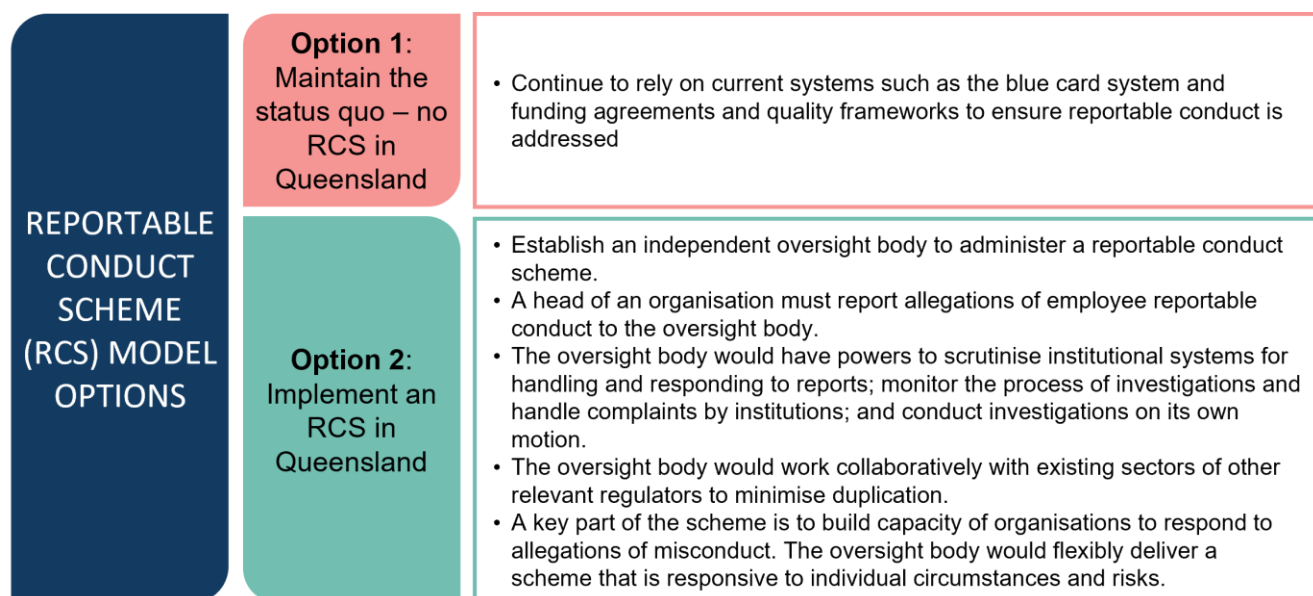 REPORTABLE
CONDUCT
SCHEME
(RCS) MODEL
OPTIONS
Option 1:
Maintain the
status quo – no
RCS in
Queensland
• Continue to rely on current systems such as the blue card system and
funding agreements and quality frameworks to ensure reportable conduct is
addressed
Option 2:
Implement an
RCS in
Queensland
• Establish an independent oversight body to administer a reportable conduct
scheme.
• A head of an organisation must report allegations of employee reportable
conduct to the oversight body.
• The oversight body would have powers to scrutinise institutional systems for
handling and responding to reports; monitor the process of investigations and
handle complaints by institutions; and conduct investigations on its own
motion.
• The oversight body would work collaboratively with existing sectors of other
relevant regulators to minimise duplication.
• A key part of the scheme is to build capacity of organisations to respond to
allegations of misconduct. The oversight body would flexibly deliver a
scheme that is responsive to individual circumstances and risks.